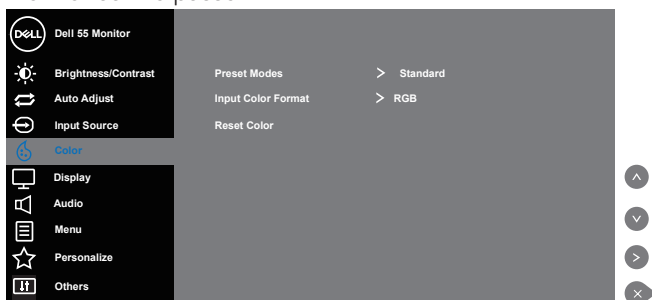 DELL Dell 55 Monitor
Brightness/Contrast Preset Modes > Standard
Auto Adjust Input Color Format > RGB
Input Source Reset Color
Color
Display
Audio
Menu
Personalize
Others